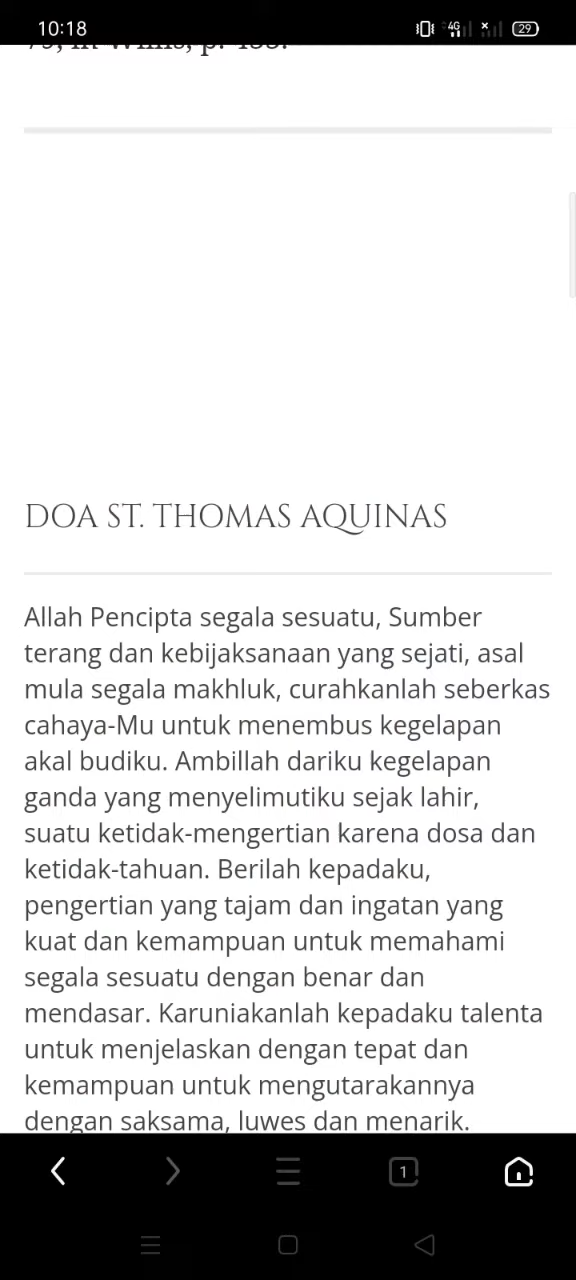 10:18
4G
29
DOA ST. THOMAS AQUINAS
Allah Pencipta segala sesuatu, Sumber
terang dan kebijaksanaan yang sejati, asal
mula segala makhluk, curahkanlah seberkas
cahaya-Mu untuk menembus kegelapan
akal budiku. Ambillah dariku kegelapan
ganda yang menyelimutiku sejak lahir,
suatu ketidak-mengertian karena dosa dan
ketidak-tahuan. Berilah kepadaku,
pengertian yang tajam dan ingatan yang
kuat dan kemampuan untuk memahami
segala sesuatu dengan benar dan
mendasar. Karuniakanlah kepadaku talenta
untuk menjelaskan dengan tepat dan
kemampuan untuk mengutarakannya
dengan saksama, luwes dan menarik.
1